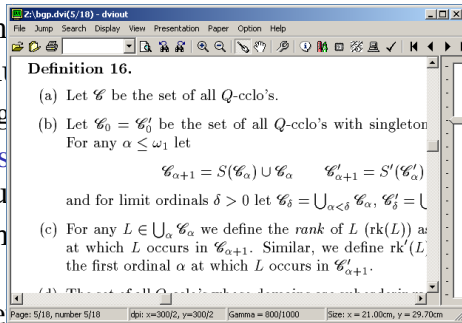 Z:\bgp.dvi(5/18) - dviout
File Jump Search Display View Presentation Paper Option Help
Definition 16.
(a) Let 𝒞 be the set of all Q-cclo's.
(b) Let 𝒞₀ = 𝒞′₀ be the set of all Q-cclo's with singleton
For any α ≤ ω₁ let
𝒞α+1 = S(𝒞α) ∪ 𝒞α 𝒞′α+1 = S′(𝒞′α)
and for limit ordinals δ > 0 let 𝒞δ = ⋃α<δ 𝒞α, 𝒞′δ = ⋃
(c) For any L ∈ ⋃α 𝒞α we define the rank of L (rk(L)) as
at which L occurs in 𝒞α+1. Similar, we define rk′(L)
the first ordinal α at which L occurs in 𝒞′α+1.
Page: 5/18, number 5/18 dpi: x=300/2, y=300/2 Gamma = 800/1000 Size: x = 21.00cm, y = 29.70cm